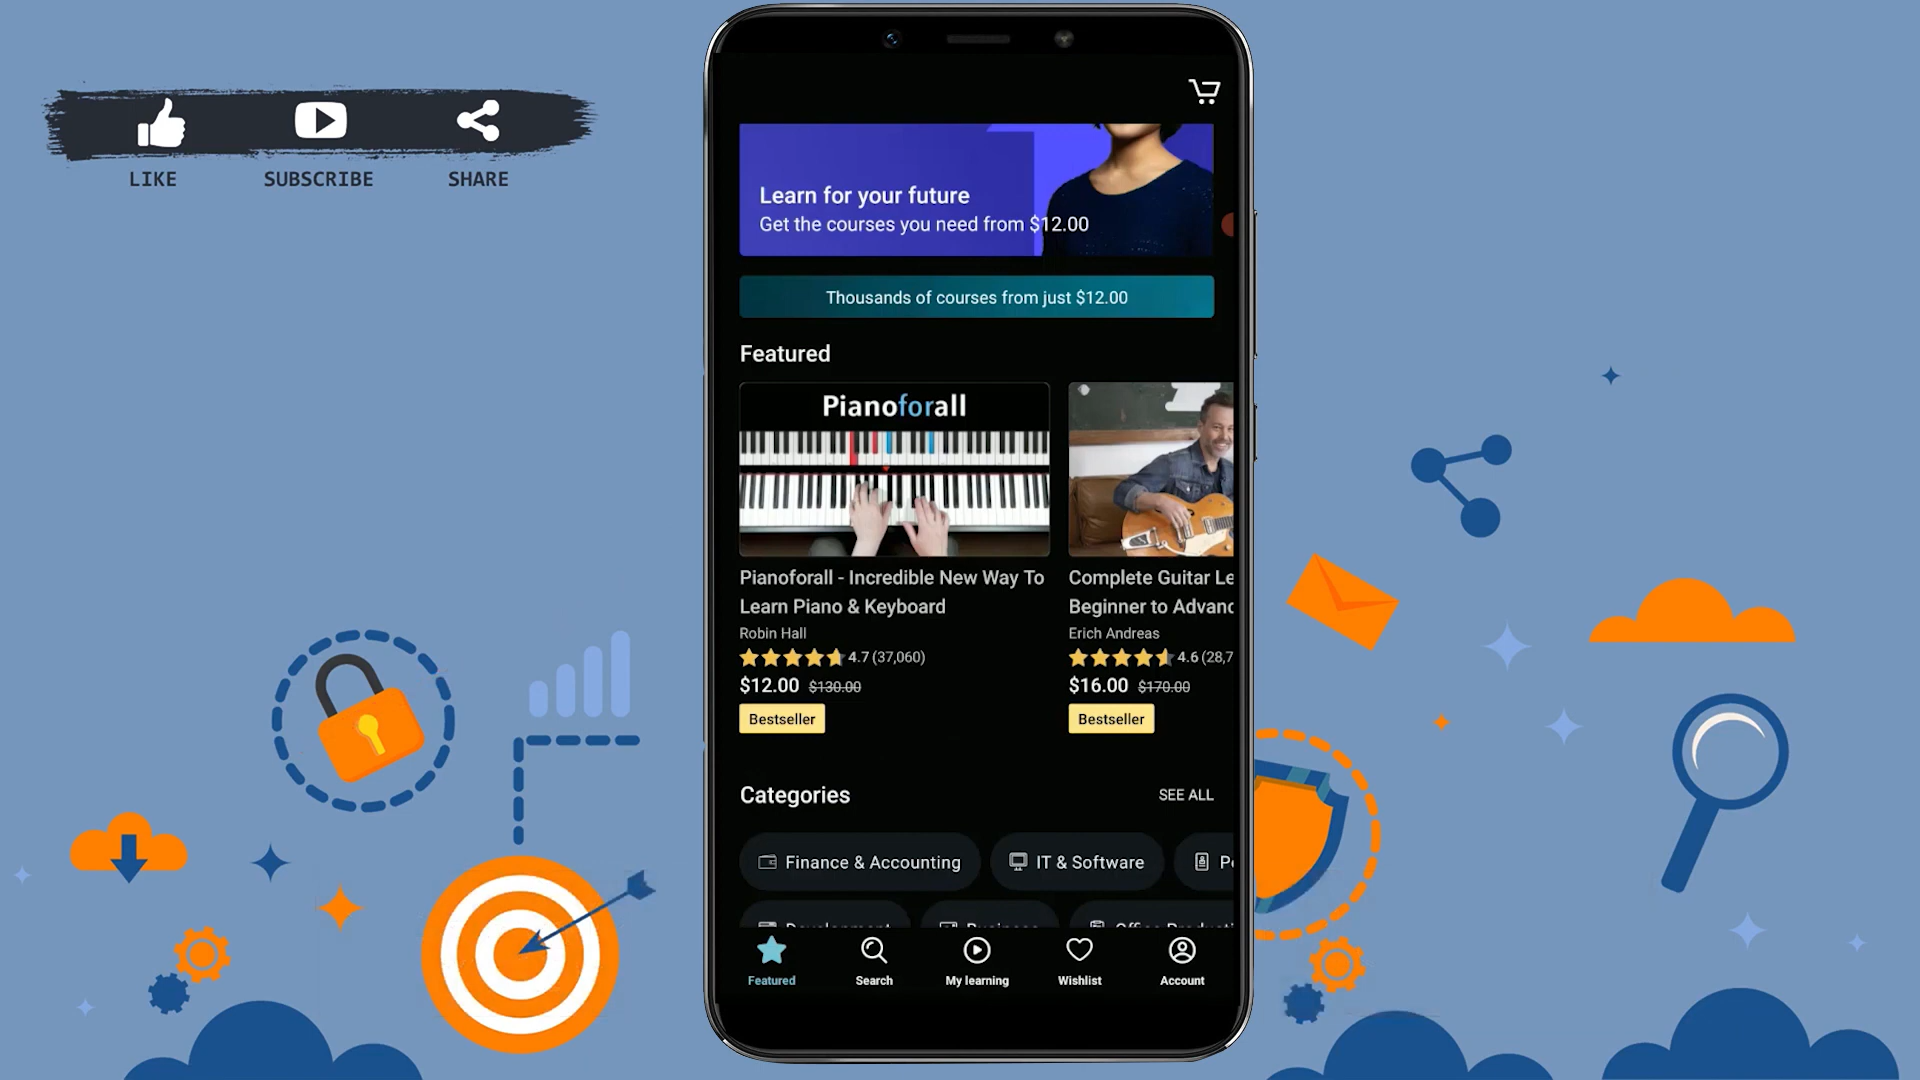 LIKE SUBSCRIBE SHARE
Learn for your future
Get the courses you need from $12.00
Thousands of courses from just $12.00
Featured
Pianoforall
Pianoforall - Incredible New Way To
Learn Piano & Keyboard
Robin Hall
4.7 (37,060)
$12.00 $130.00
Bestseller
Complete Guitar Le
Beginner to Advanc
Erich Andreas
4.6 (28,7
$16.00 $170.00
Bestseller
Categories SEE ALL
Finance & Accounting IT & Software
Development Business Office
Featured Search My learning Wishlist Account